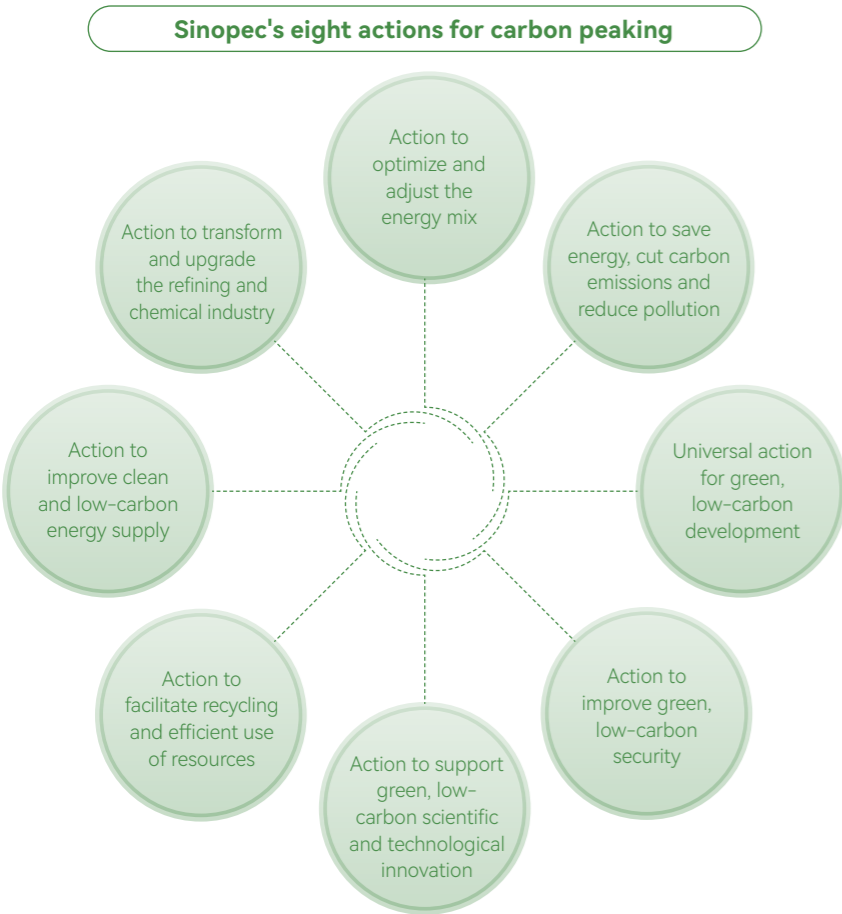 Sinopec's eight actions for carbon peaking
Action to
optimize and
adjust the
energy mix
Action to save
energy, cut carbon
emissions and
reduce pollution
Universal action
for green,
low-carbon
development
Action to
improve green,
low-carbon
security
Action to support
green, low-
carbon scientific
and technological
innovation
Action to
facilitate recycling
and efficient use
of resources
Action to
improve clean
and low-carbon
energy supply
Action to transform
and upgrade
the refining and
chemical industry